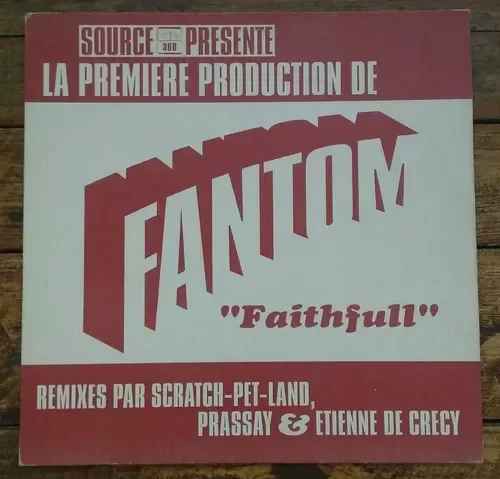 SOURCE 360 PRESENTE
LA PREMIERE PRODUCTION DE
FANTOM
"Faithfull"
REMIXES PAR SCRATCH-PET-LAND,
PRASSAY & ETIENNE DE CRECY